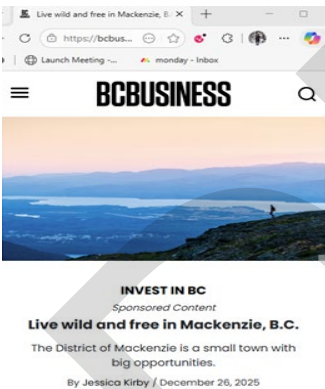 Live wild and free in Mackenzie, B.
https://bcbus...
Launch Meeting -...
monday - Inbox
BCBUSINESS
INVEST IN BC
Sponsored Content
Live wild and free in Mackenzie, B.C.
The District of Mackenzie is a small town with
big opportunities.
By Jessica Kirby / December 26, 2025